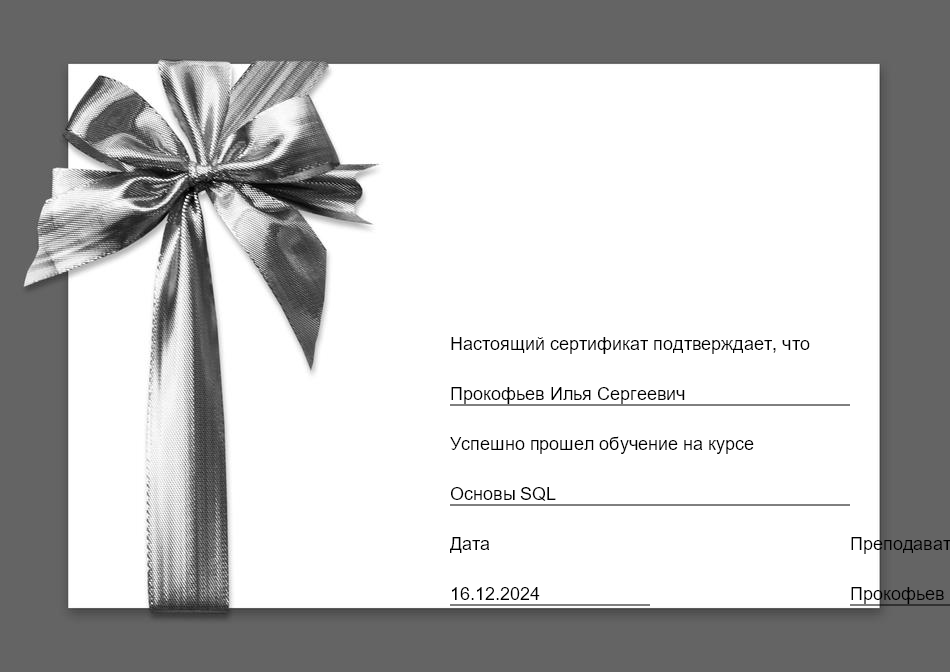 Настоящий сертификат подтверждает, что
Прокофьев Илья Сергеевич
Успешно прошел обучение на курсе
Основы SQL
Дата Преподават
16.12.2024 Прокофьев